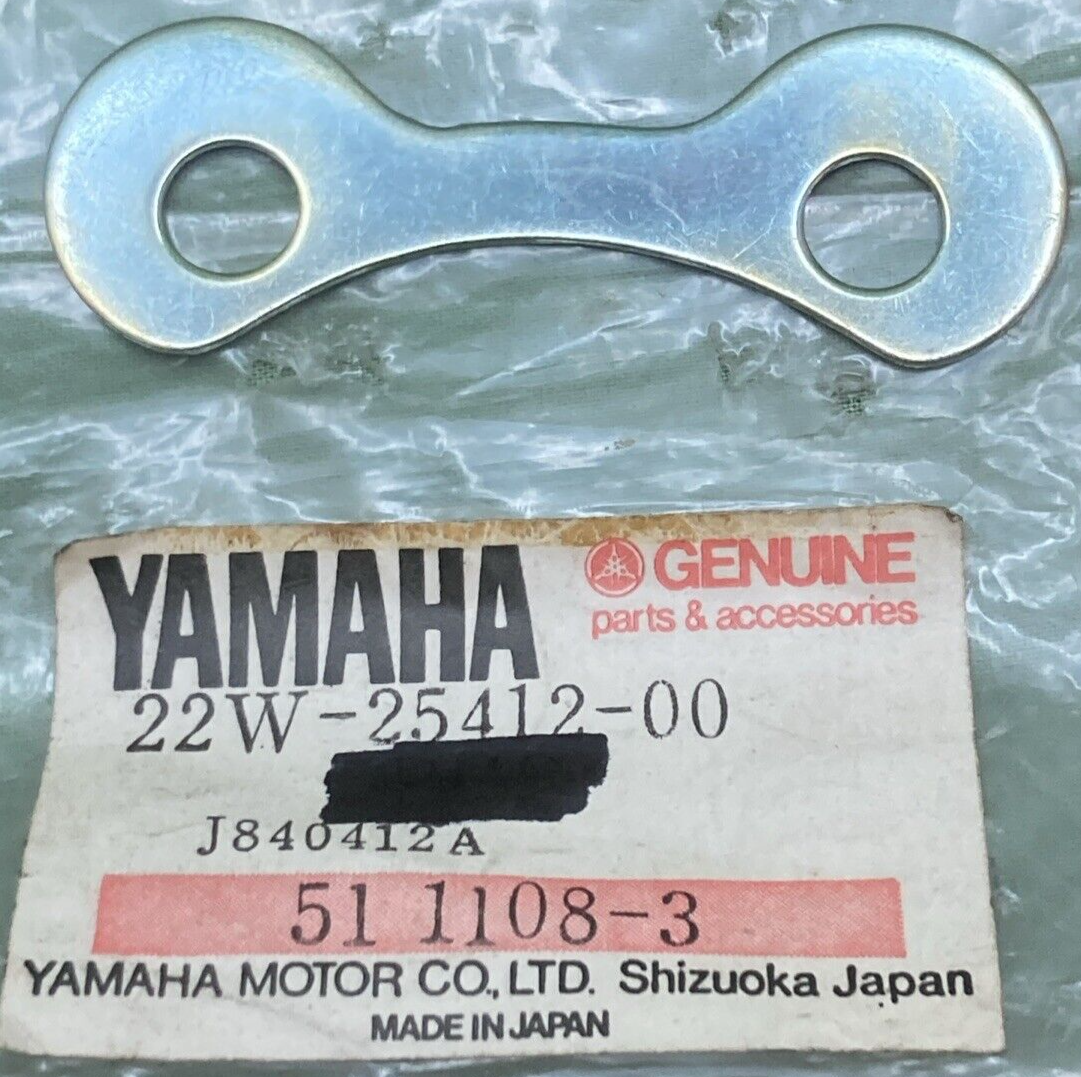 YAMAHA
GENUINE
parts & accessories
22W-25412-00
J840412A
51 1108-3
YAMAHA MOTOR CO., LTD. Shizuoka Japan
MADE IN JAPAN